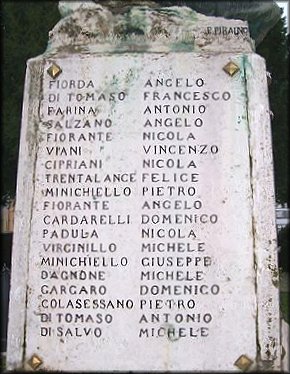 F. PIRAINO
FIORDA ANGELO
DI TOMASO FRANCESCO
FARINA ANTONIO
SALZANO ANGELO
FIORANTE NICOLA
VIANI VINCENZO
CIPRIANI NICOLA
TRENTALANCE FELICE
MINICHIELLO PIETRO
FIORANTE ANGELO
CARDARELLI DOMENICO
PADULA NICOLA
VIRGINILLO MICHELE
MINICHIELLO GIUSEPPE
D'AGNONE MICHELE
GARGARO DOMENICO
COLASESSANO PIETRO
DI TOMASO ANTONIO
DI SALVO MICHELE